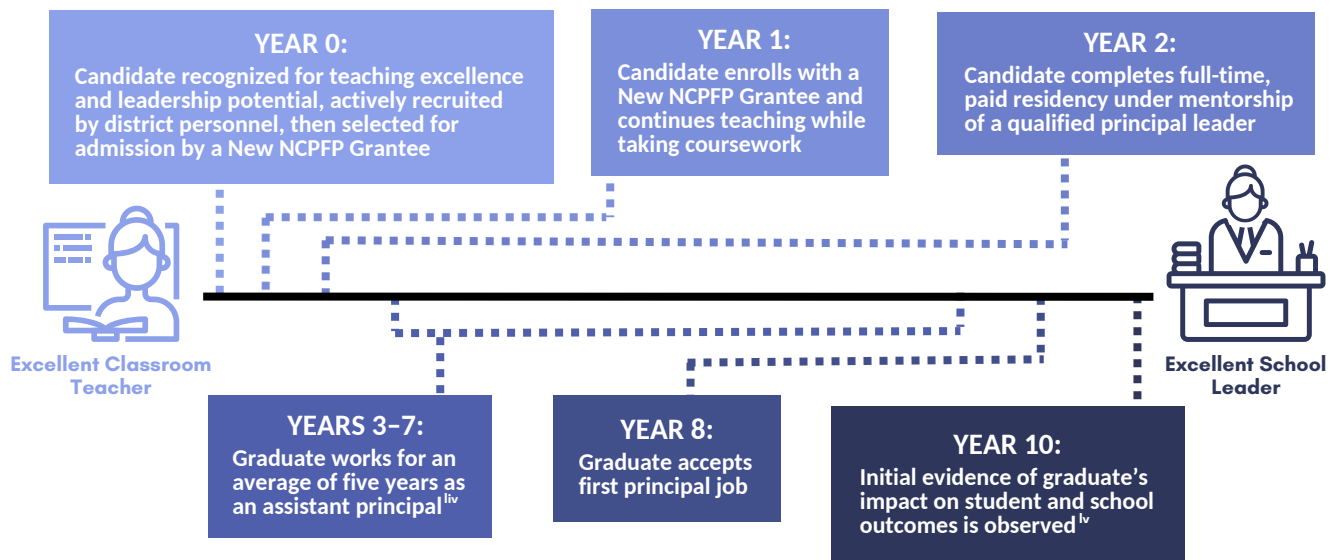 YEAR 0:
Candidate recognized for teaching excellence
and leadership potential, actively recruited
by district personnel, then selected for
admission by a New NCPFP Grantee
YEAR 1:
Candidate enrolls with a
New NCPFP Grantee and
continues teaching while
taking coursework
YEAR 2:
Candidate completes full-time,
paid residency under mentorship
of a qualified principal leader
Excellent Classroom
Teacher
Excellent School
Leader
YEARS 3–7:
Graduate works for an
average of five years as
an assistant principal liv
YEAR 8:
Graduate accepts
first principal job
YEAR 10:
Initial evidence of graduate’s
impact on student and school
outcomes is observed lv